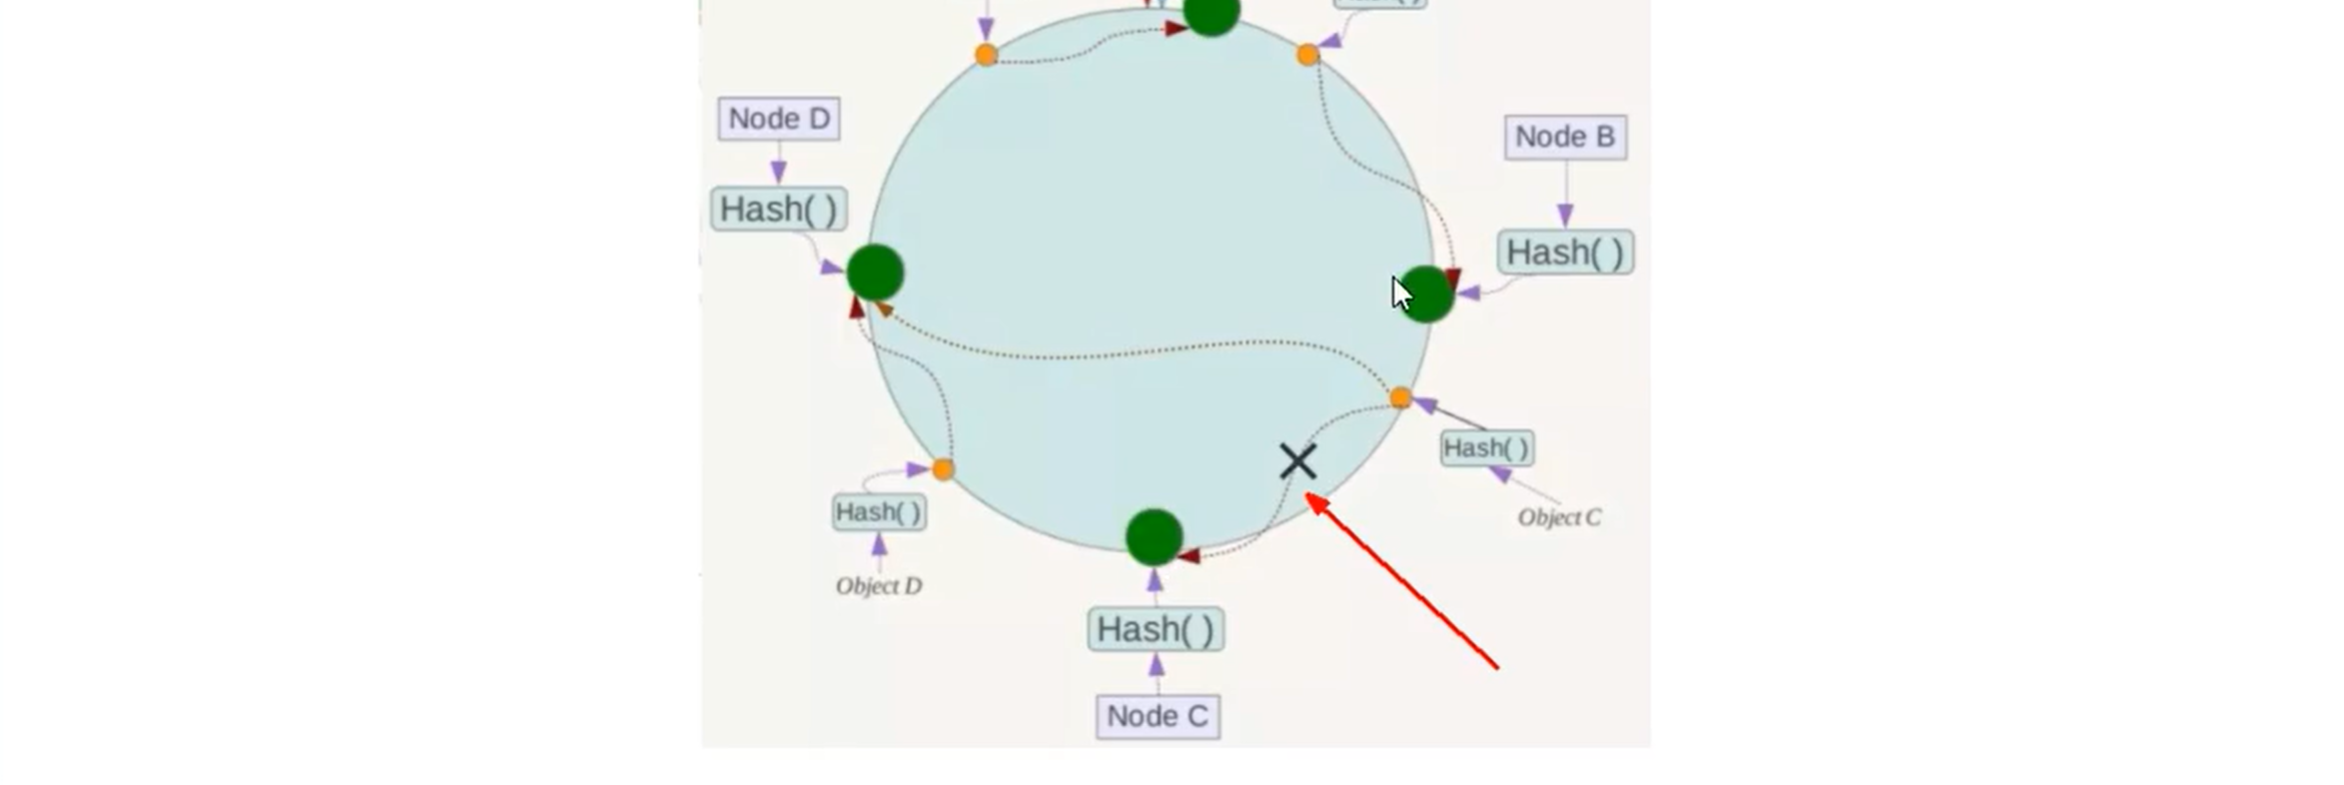 Node D
Hash( )
Node B
Hash( )
Hash( )
Object C
Hash( )
Object D
Hash( )
Node C